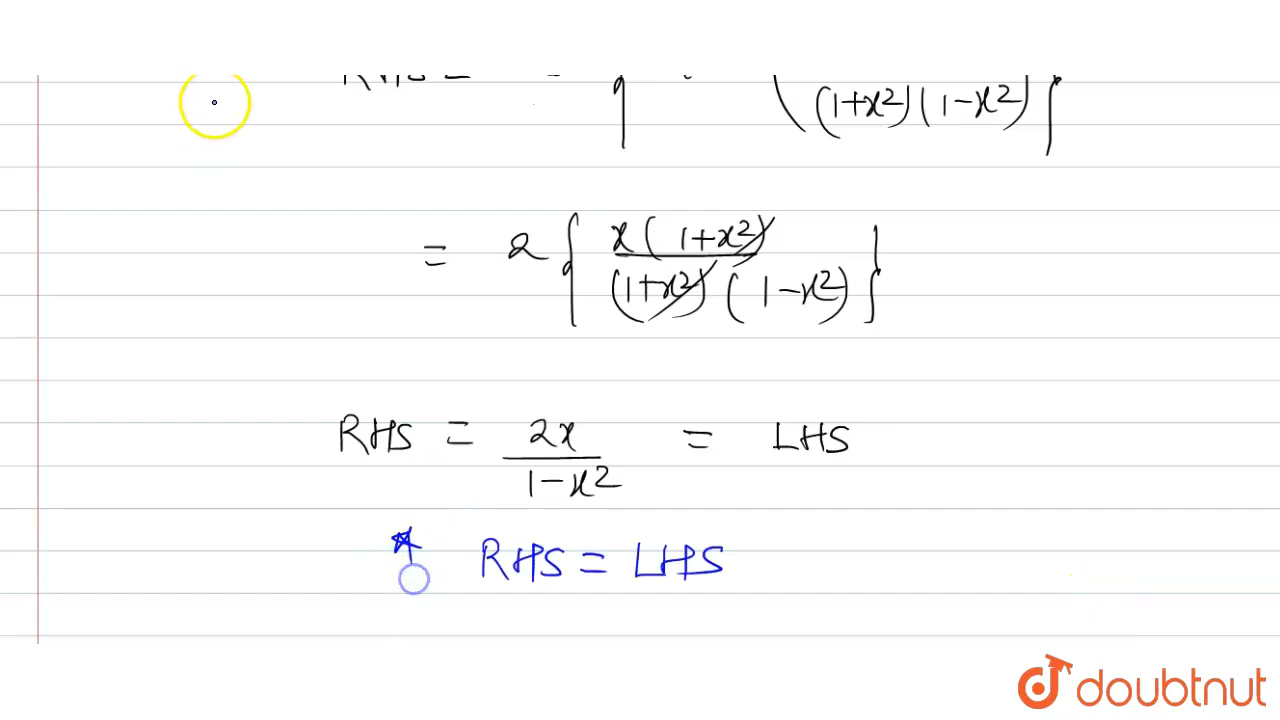 RHS = =
(1+x²)(1-x²)
= 2 { x(1+x²) / (1+x²)(1-x²) }
RHS = 2x / 1-x² = LHS
* RHS = LHS
doubtnut